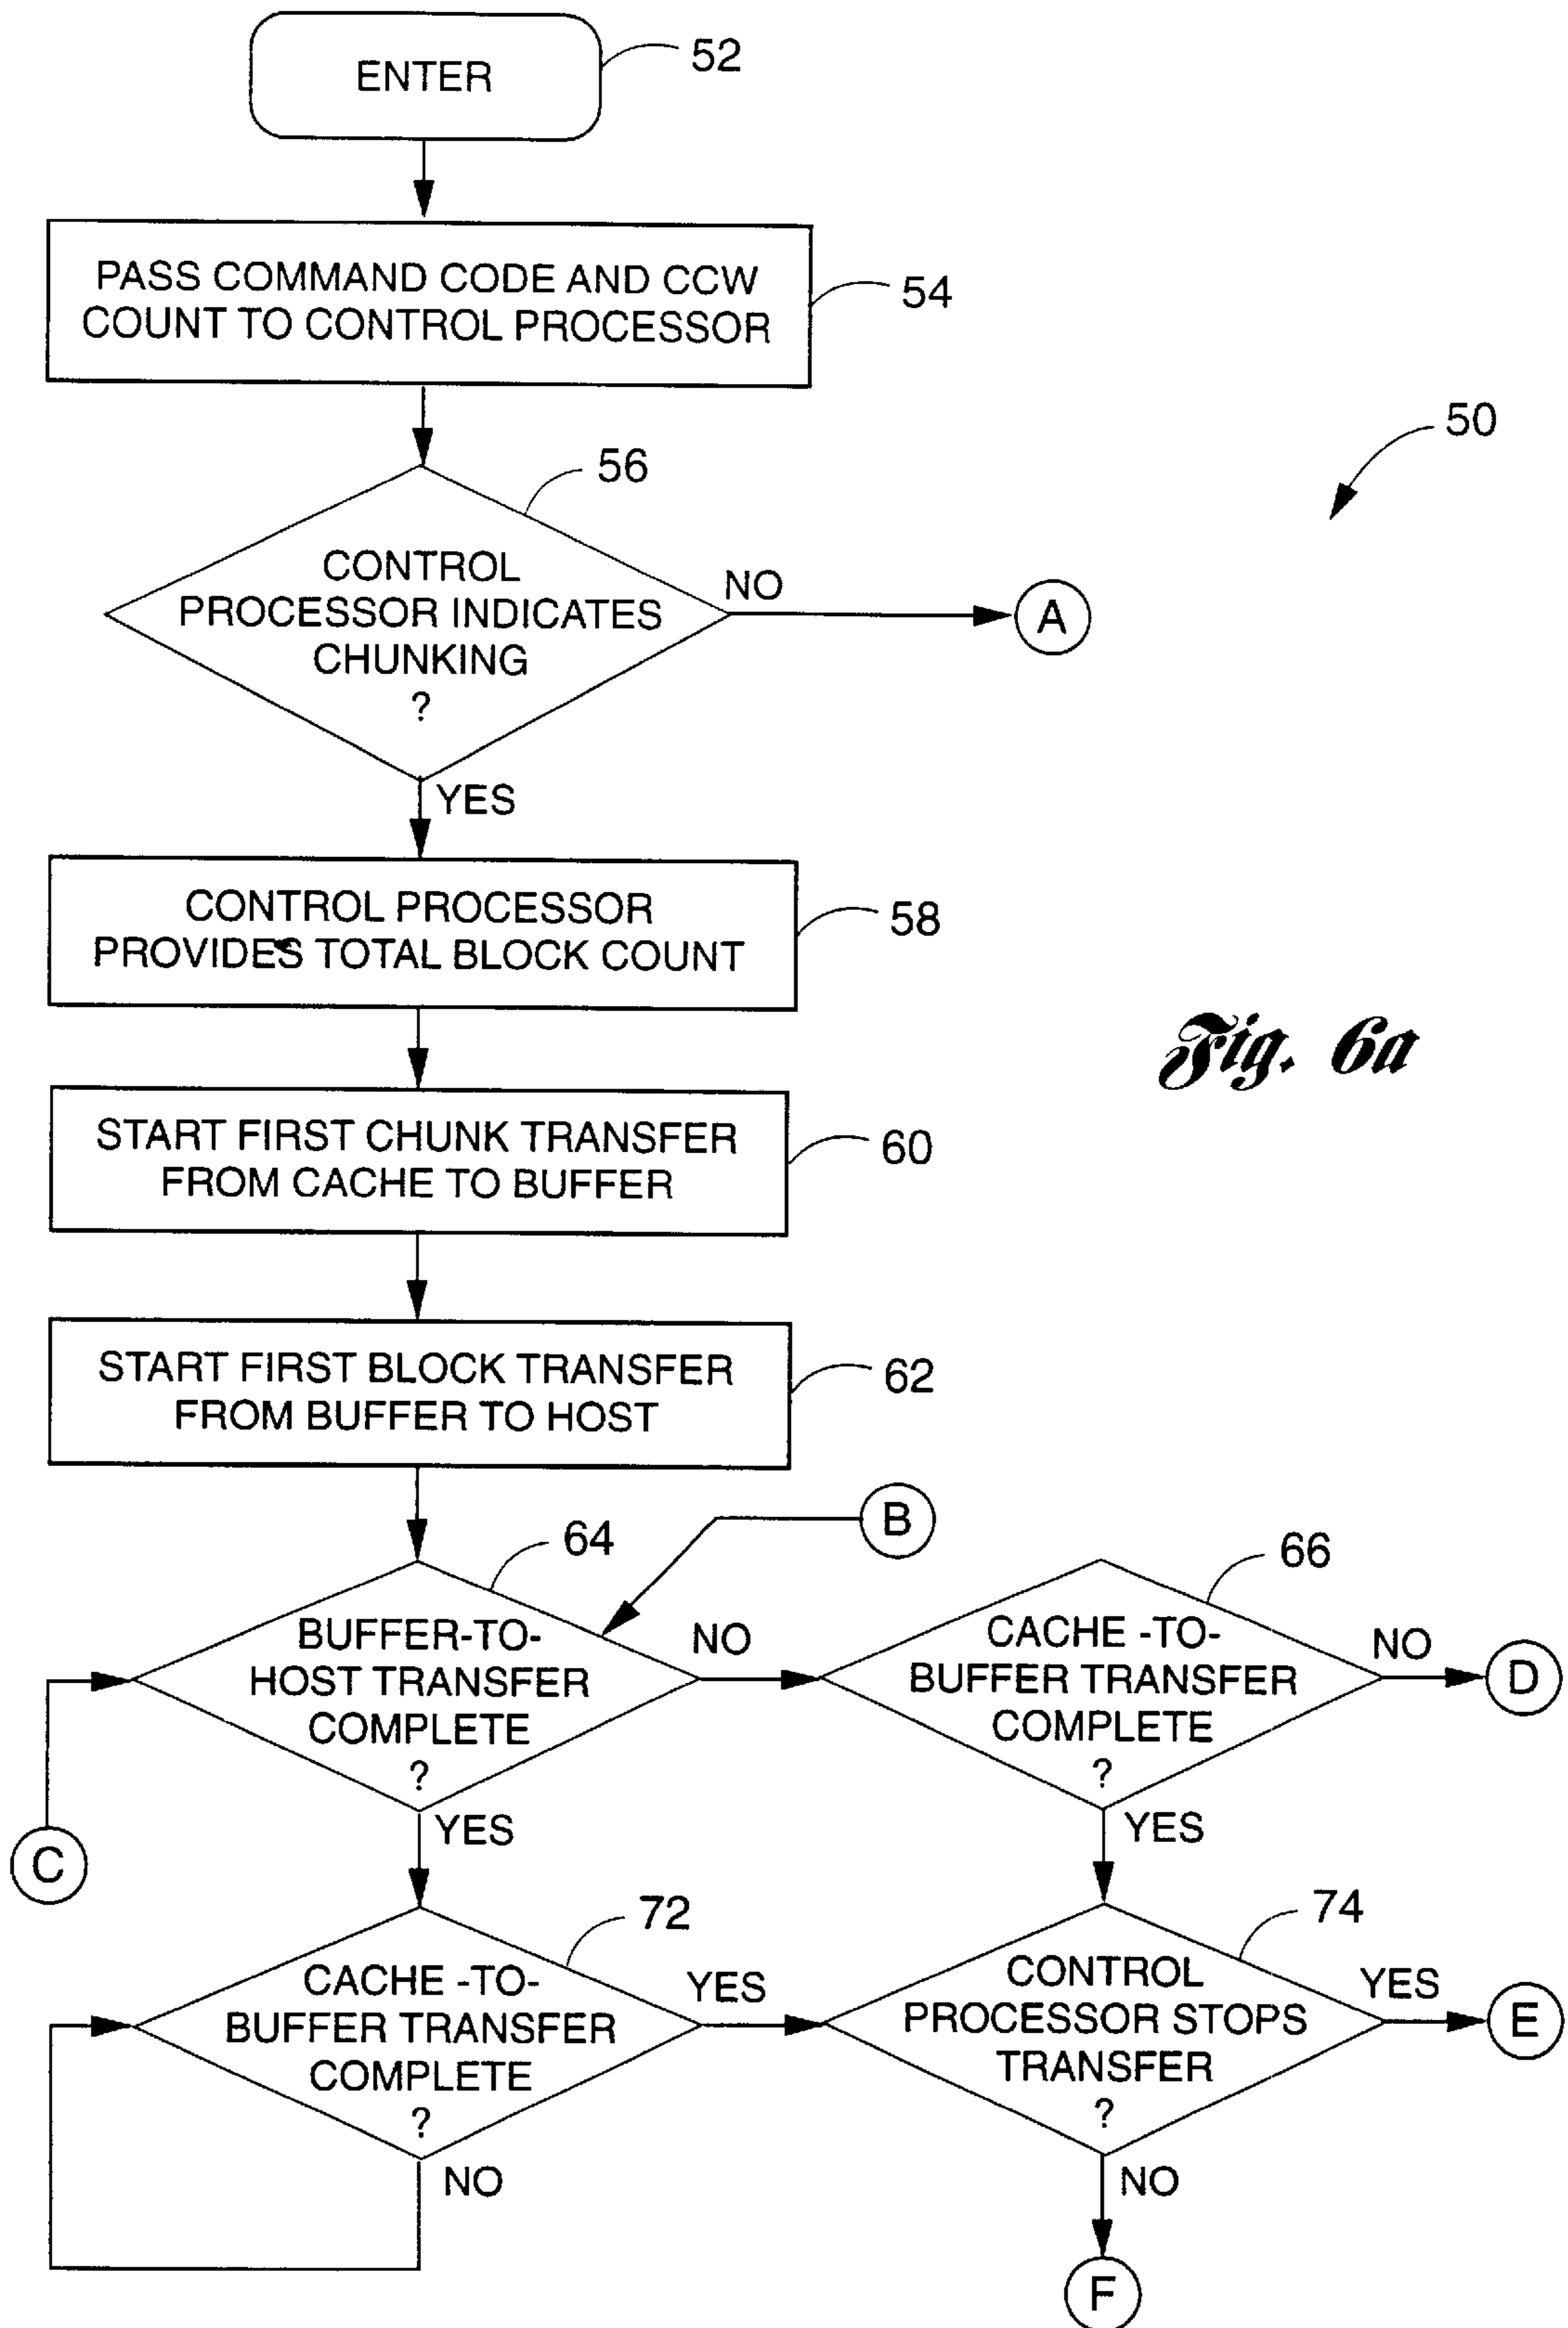 ENTER
52
PASS COMMAND CODE AND CCW
COUNT TO CONTROL PROCESSOR
54
50
56
CONTROL
PROCESSOR INDICATES
CHUNKING
?
NO
A
YES
CONTROL PROCESSOR
PROVIDES TOTAL BLOCK COUNT
58
Fig. 6a
START FIRST CHUNK TRANSFER
FROM CACHE TO BUFFER
60
START FIRST BLOCK TRANSFER
FROM BUFFER TO HOST
62
B
64
BUFFER-TO-
HOST TRANSFER
COMPLETE
?
NO
66
CACHE -TO-
BUFFER TRANSFER
COMPLETE
?
NO
D
C
YES
YES
72
CACHE -TO-
BUFFER TRANSFER
COMPLETE
?
YES
NO
74
CONTROL
PROCESSOR STOPS
TRANSFER
?
YES
E
NO
F